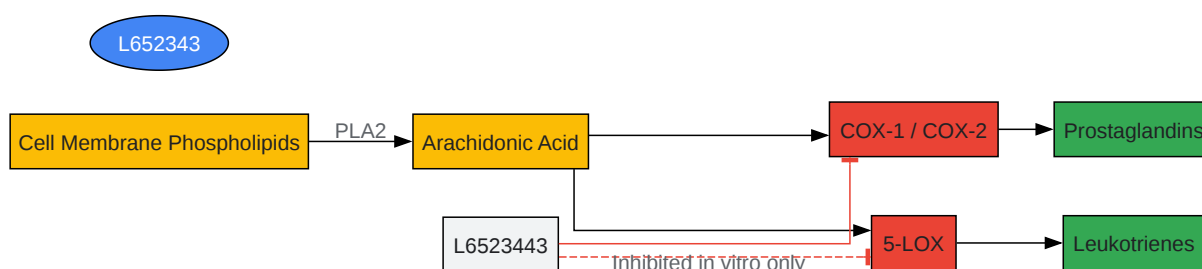 L652343
Cell Membrane Phospholipids
PLA2
Arachidonic Acid
COX-1 / COX-2
Prostaglandins
L6523443
Inhibited in vitro only
5-LOX
Leukotrienes